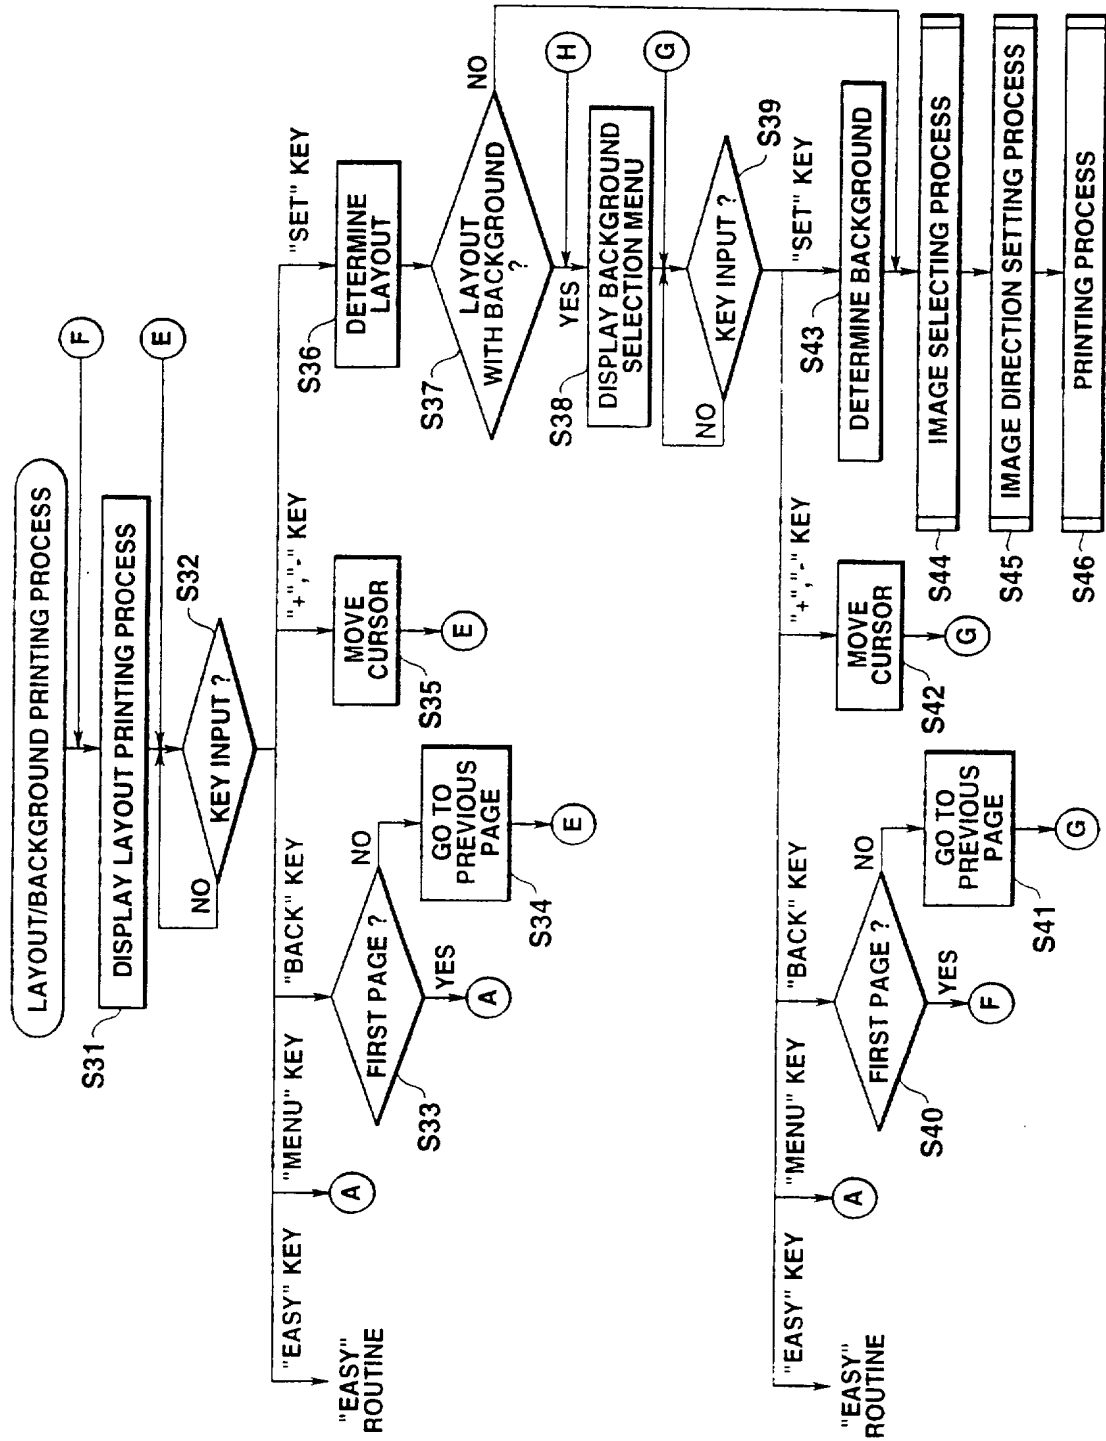 LAYOUT/BACKGROUND PRINTING PROCESS
F
DISPLAY LAYOUT PRINTING PROCESS
S31
E
KEY INPUT ?
S32
NO
"EASY" KEY
"MENU" KEY
"BACK" KEY
"+","-" KEY
"SET" KEY
"EASY"
ROUTINE
A
FIRST PAGE ?
S33
NO
YES
A
GO TO
PREVIOUS
PAGE
S34
E
MOVE
CURSOR
S35
E
S36
DETERMINE
LAYOUT
S37
LAYOUT
WITH BACKGROUND
?
NO
YES
H
S38
DISPLAY BACKGROUND
SELECTION MENU
G
KEY INPUT ?
S39
NO
"EASY" KEY
"MENU" KEY
"BACK" KEY
"+","-" KEY
"SET" KEY
"EASY"
ROUTINE
A
FIRST PAGE ?
S40
NO
YES
F
GO TO
PREVIOUS
PAGE
S41
G
MOVE
CURSOR
S42
G
S43
DETERMINE BACKGROUND
S44
IMAGE SELECTING PROCESS
S45
IMAGE DIRECTION SETTING PROCESS
S46
PRINTING PROCESS